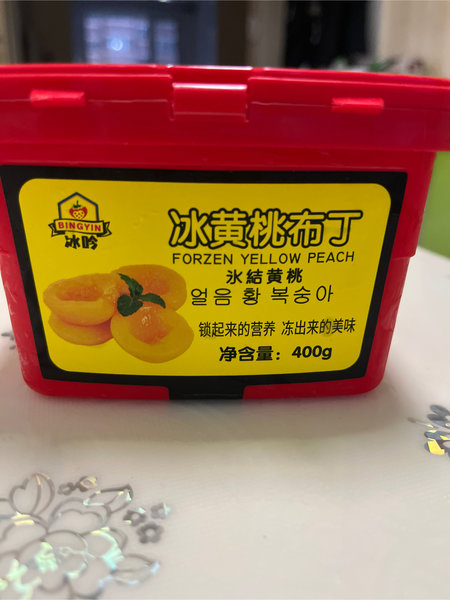 BINGYIN
冰吟
冰黄桃布丁
FORZEN YELLOW PEACH
氷結黄桃
얼음 황 복숭아
锁起来的营养 冻出来的美味
净含量：400g